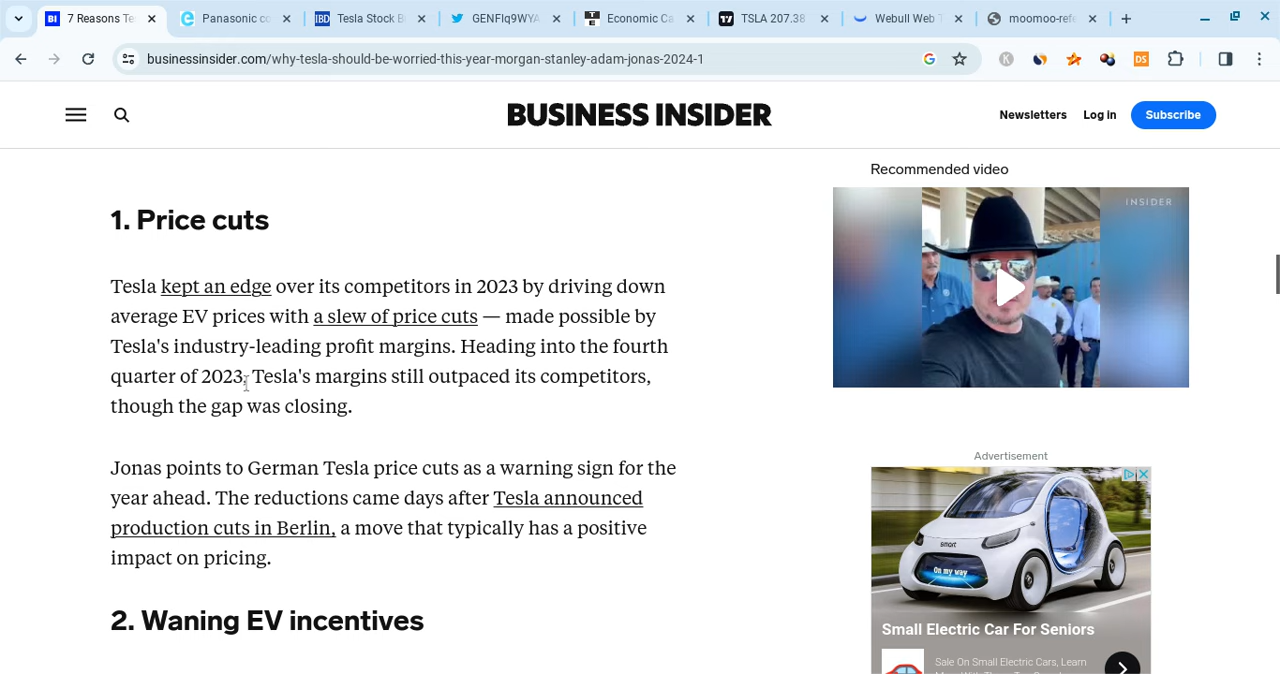 7 Reasons Te
Panasonic co
IBD
Tesla Stock B
GENFIq9WYA
Economic Ca
TSLA 207.38
Webull Web T
moomoo-refe
businessinsider.com/why-tesla-should-be-worried-this-year-morgan-stanley-adam-jonas-2024-1
BUSINESS INSIDER
Newsletters
Log in
Subscribe
Recommended video
INSIDER
1. Price cuts
Tesla kept an edge over its competitors in 2023 by driving down
average EV prices with a slew of price cuts — made possible by
Tesla's industry-leading profit margins. Heading into the fourth
quarter of 2023, Tesla's margins still outpaced its competitors,
though the gap was closing.
Jonas points to German Tesla price cuts as a warning sign for the
year ahead. The reductions came days after Tesla announced
production cuts in Berlin, a move that typically has a positive
impact on pricing.
2. Waning EV incentives
Advertisement
smart
On my way
Small Electric Car For Seniors
Sale On Small Electric Cars, Learn